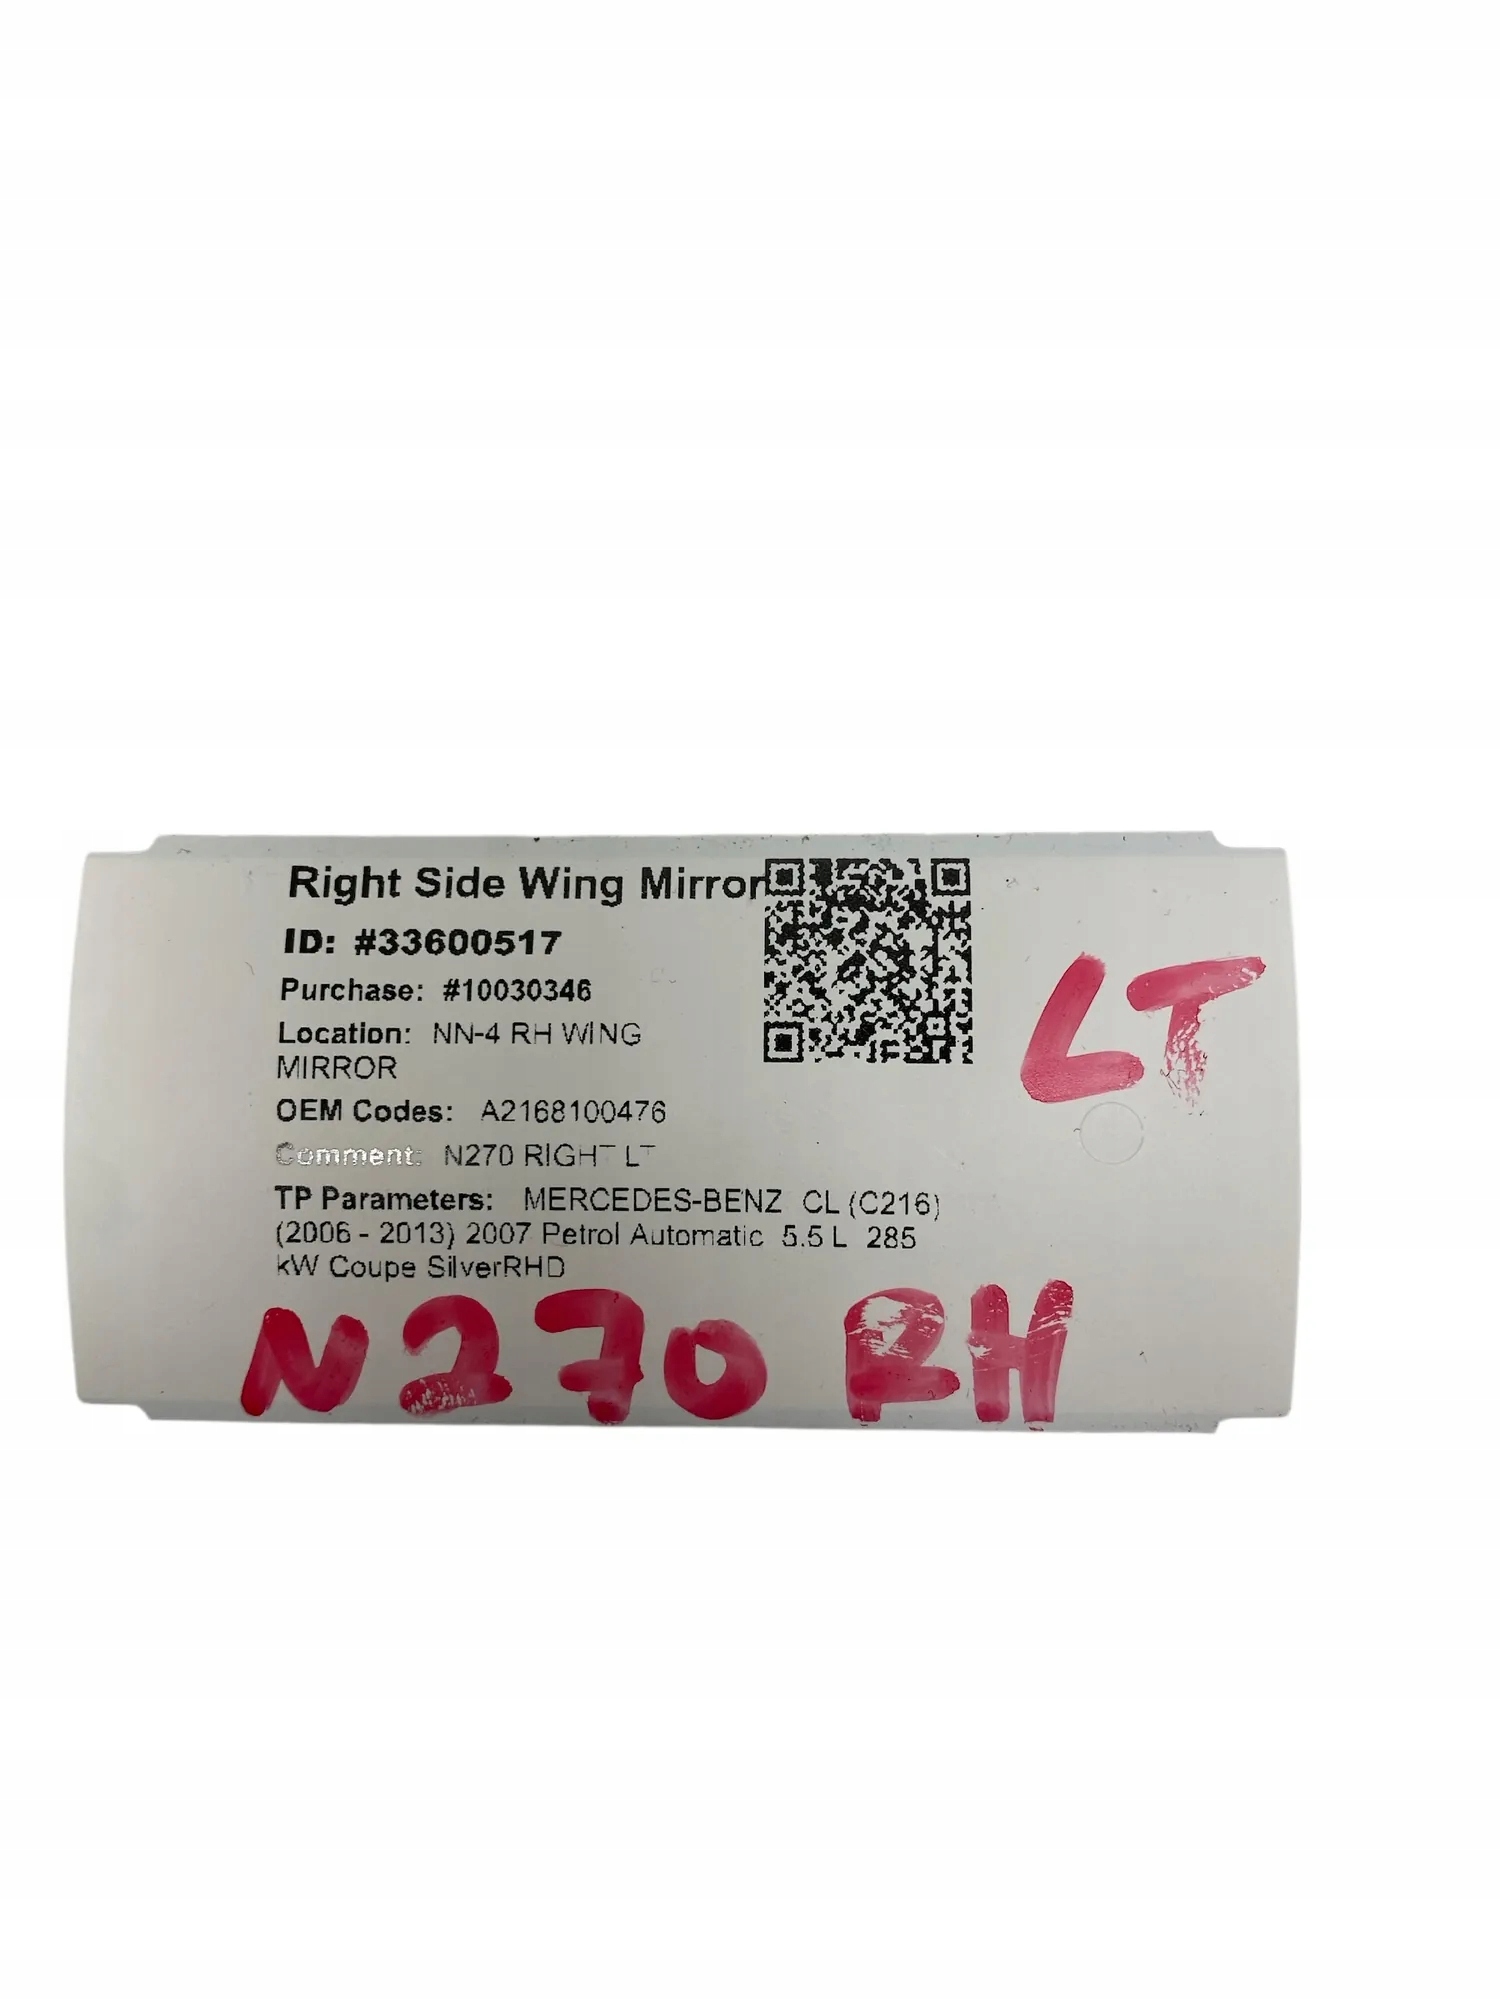 Right Side Wing Mirror
ID: #33600517
Purchase: #10030346
Location: NN-4 RH WING
MIRROR
OEM Codes: A2168100476
Comment: N270 RIGHT LT
TP Parameters: MERCEDES-BENZ CL (C216)
(2006 - 2013) 2007 Petrol Automatic 5.5 L 285
kW Coupe SilverRHD
LT
N270 RH